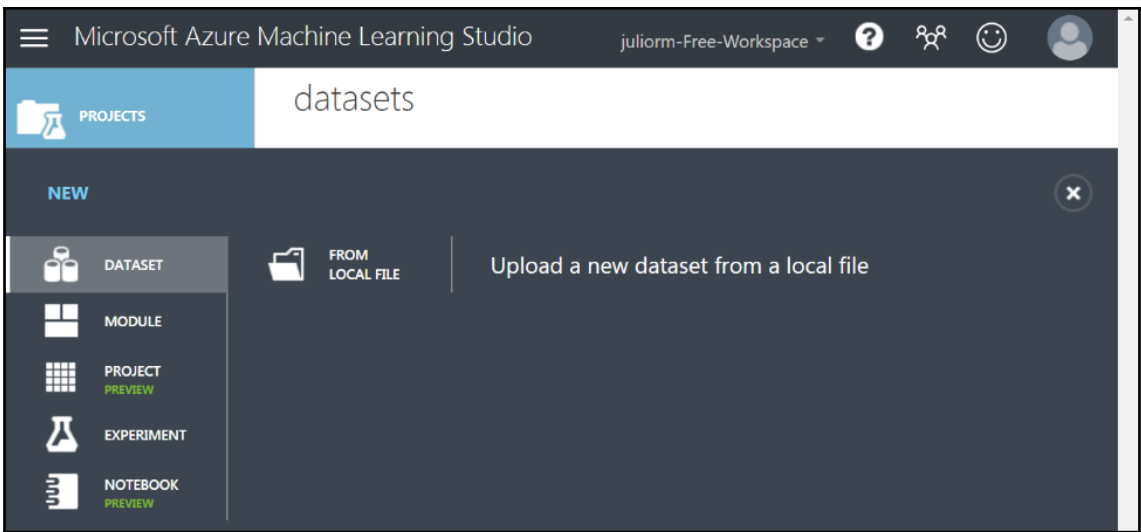 Microsoft Azure Machine Learning Studio
juliorm-Free-Workspace
?
PROJECTS
datasets
NEW
DATASET
FROM
LOCAL FILE
Upload a new dataset from a local file
MODULE
PROJECT
PREVIEW
EXPERIMENT
NOTEBOOK
PREVIEW